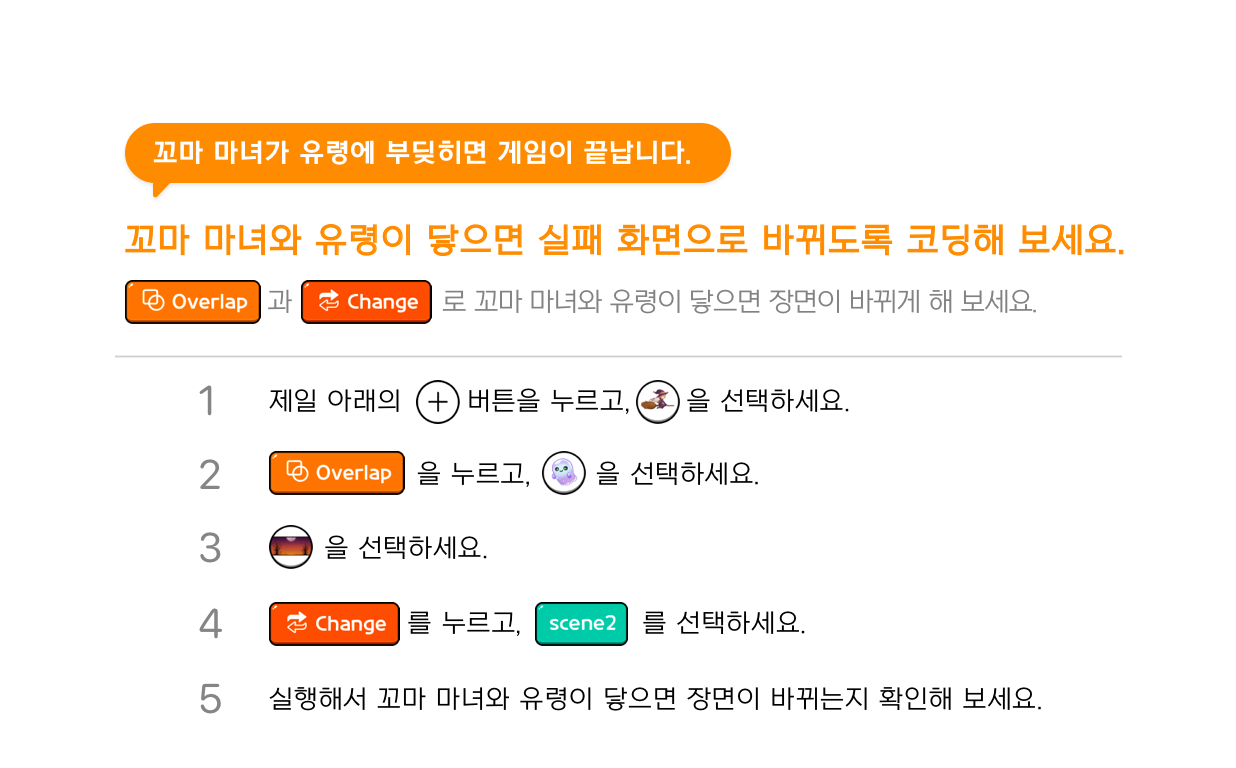 꼬마 마녀가 유령에 부딪히면 게임이 끝납니다.
꼬마 마녀와 유령이 닿으면 실패 화면으로 바뀌도록 코딩해 보세요.
Overlap 과 Change 로 꼬마 마녀와 유령이 닿으면 장면이 바뀌게 해 보세요.
1 제일 아래의 + 버튼을 누르고, 을 선택하세요.
2 Overlap 을 누르고, 을 선택하세요.
3 을 선택하세요.
4 Change 를 누르고, scene2 를 선택하세요.
5 실행해서 꼬마 마녀와 유령이 닿으면 장면이 바뀌는지 확인해 보세요.